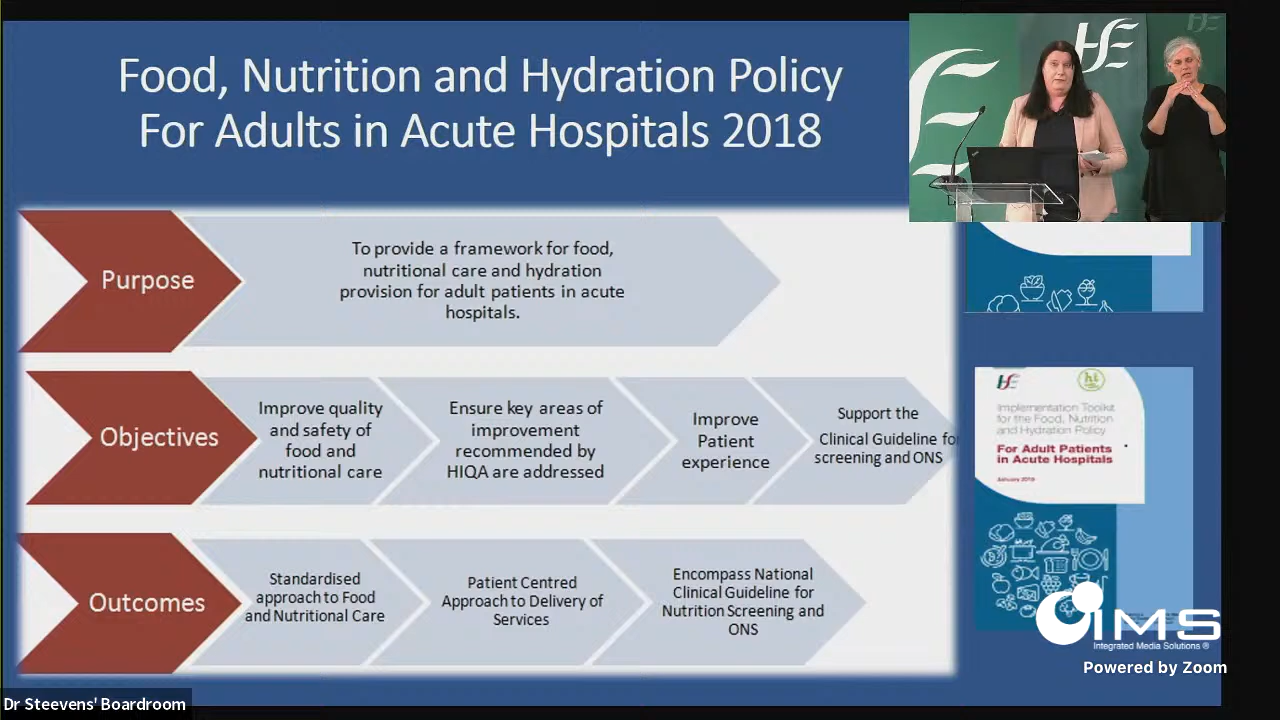 Food, Nutrition and Hydration Policy
For Adults in Acute Hospitals 2018
Purpose
To provide a framework for food,
nutritional care and hydration
provision for adult patients in acute
hospitals.
Objectives
Improve quality
and safety of
food and
nutritional care
Ensure key areas of
improvement
recommended by
HIQA are addressed
Improve
Patient
experience
Support the
Clinical Guideline for
screening and ONS
Outcomes
Standardised
approach to Food
and Nutritional Care
Patient Centred
Approach to Delivery of
Services
Encompass National
Clinical Guideline for
Nutrition Screening and
ONS
Implementation Toolkit
for the Food, Nutrition
and Hydration Policy
For Adult Patients
in Acute Hospitals
January 2019
iMS
Integrated Media Solutions ®
Powered by Zoom
Dr Steevens' Boardroom